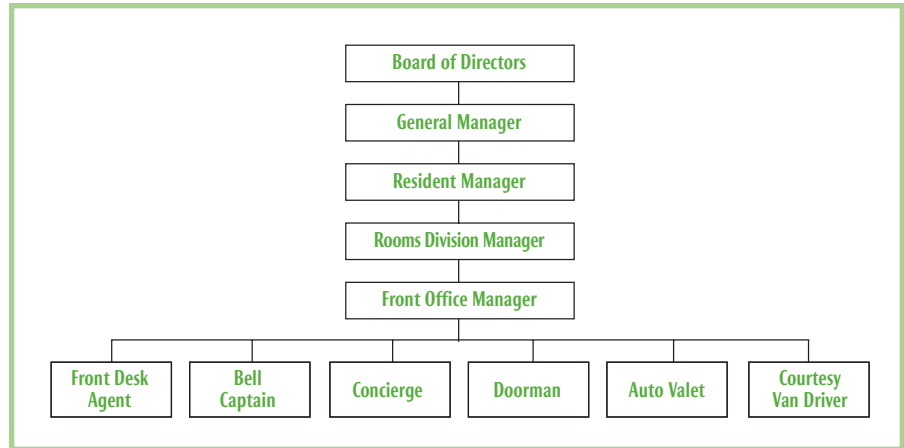 Board of Directors
General Manager
Resident Manager
Rooms Division Manager
Front Office Manager
Front Desk
Agent
Bell
Captain
Concierge
Doorman
Auto Valet
Courtesy
Van Driver